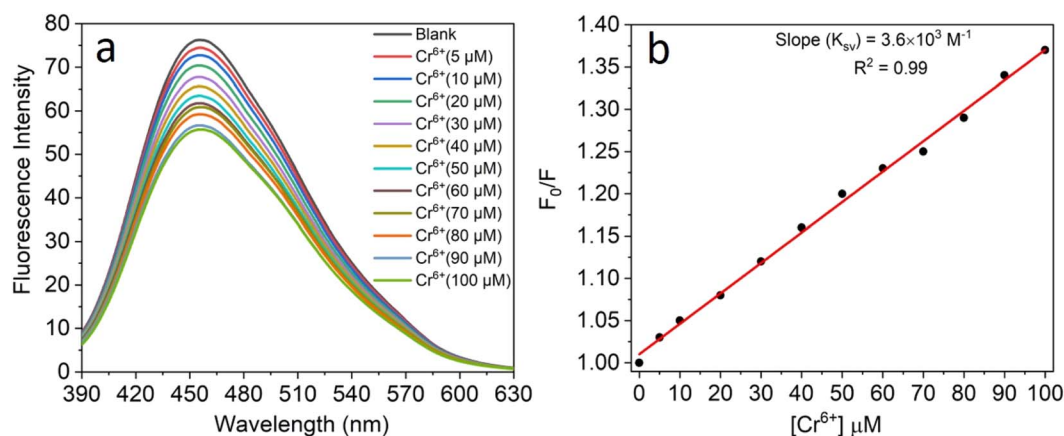 a
Fluorescence Intensity
80
70
60
50
40
30
20
10
0
390
420
450
480
510
540
570
600
630
Wavelength (nm)
Blank
Cr⁶⁺(5 µM)
Cr⁶⁺(10 µM)
Cr⁶⁺(20 µM)
Cr⁶⁺(30 µM)
Cr⁶⁺(40 µM)
Cr⁶⁺(50 µM)
Cr⁶⁺(60 µM)
Cr⁶⁺(70 µM)
Cr⁶⁺(80 µM)
Cr⁶⁺(90 µM)
Cr⁶⁺(100 µM)
b
Slope (Kₛᵥ) = 3.6×10³ M⁻¹
R² = 0.99
F₀/F
1.40
1.35
1.30
1.25
1.20
1.15
1.10
1.05
1.00
0
10
20
30
40
50
60
70
80
90
100
[Cr⁶⁺] µM